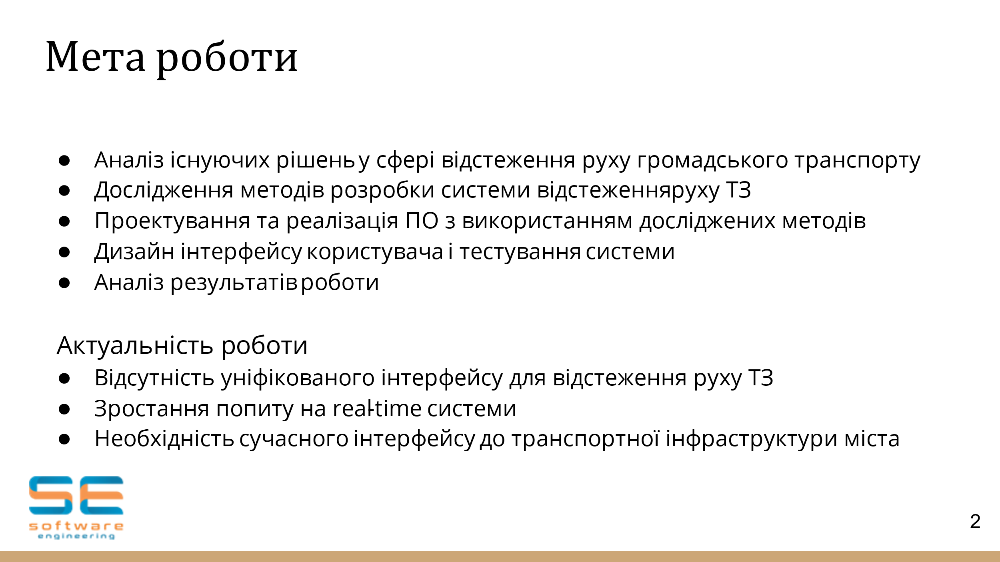 Мета роботи
● Аналіз існуючих рішень у сфері відстеження руху громадського транспорту
● Дослідження методів розробки системи відстеження руху ТЗ
● Проектування та реалізація ПО з використанням досліджених методів
● Дизайн інтерфейсу користувача і тестування системи
● Аналіз результатів роботи
Актуальність роботи
● Відсутність уніфікованого інтерфейсу для відстеження руху ТЗ
● Зростання попиту на real-time системи
● Необхідність сучасного інтерфейсу до транспортної інфраструктури міста
SE
software
engineering
2